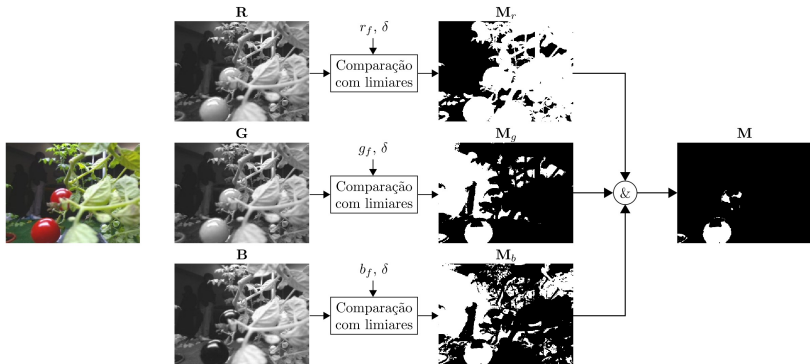 R
r_f, δ
M_r
Comparação
com limiares
G
g_f, δ
M_g
M
Comparação
com limiares
&
B
b_f, δ
M_b
Comparação
com limiares